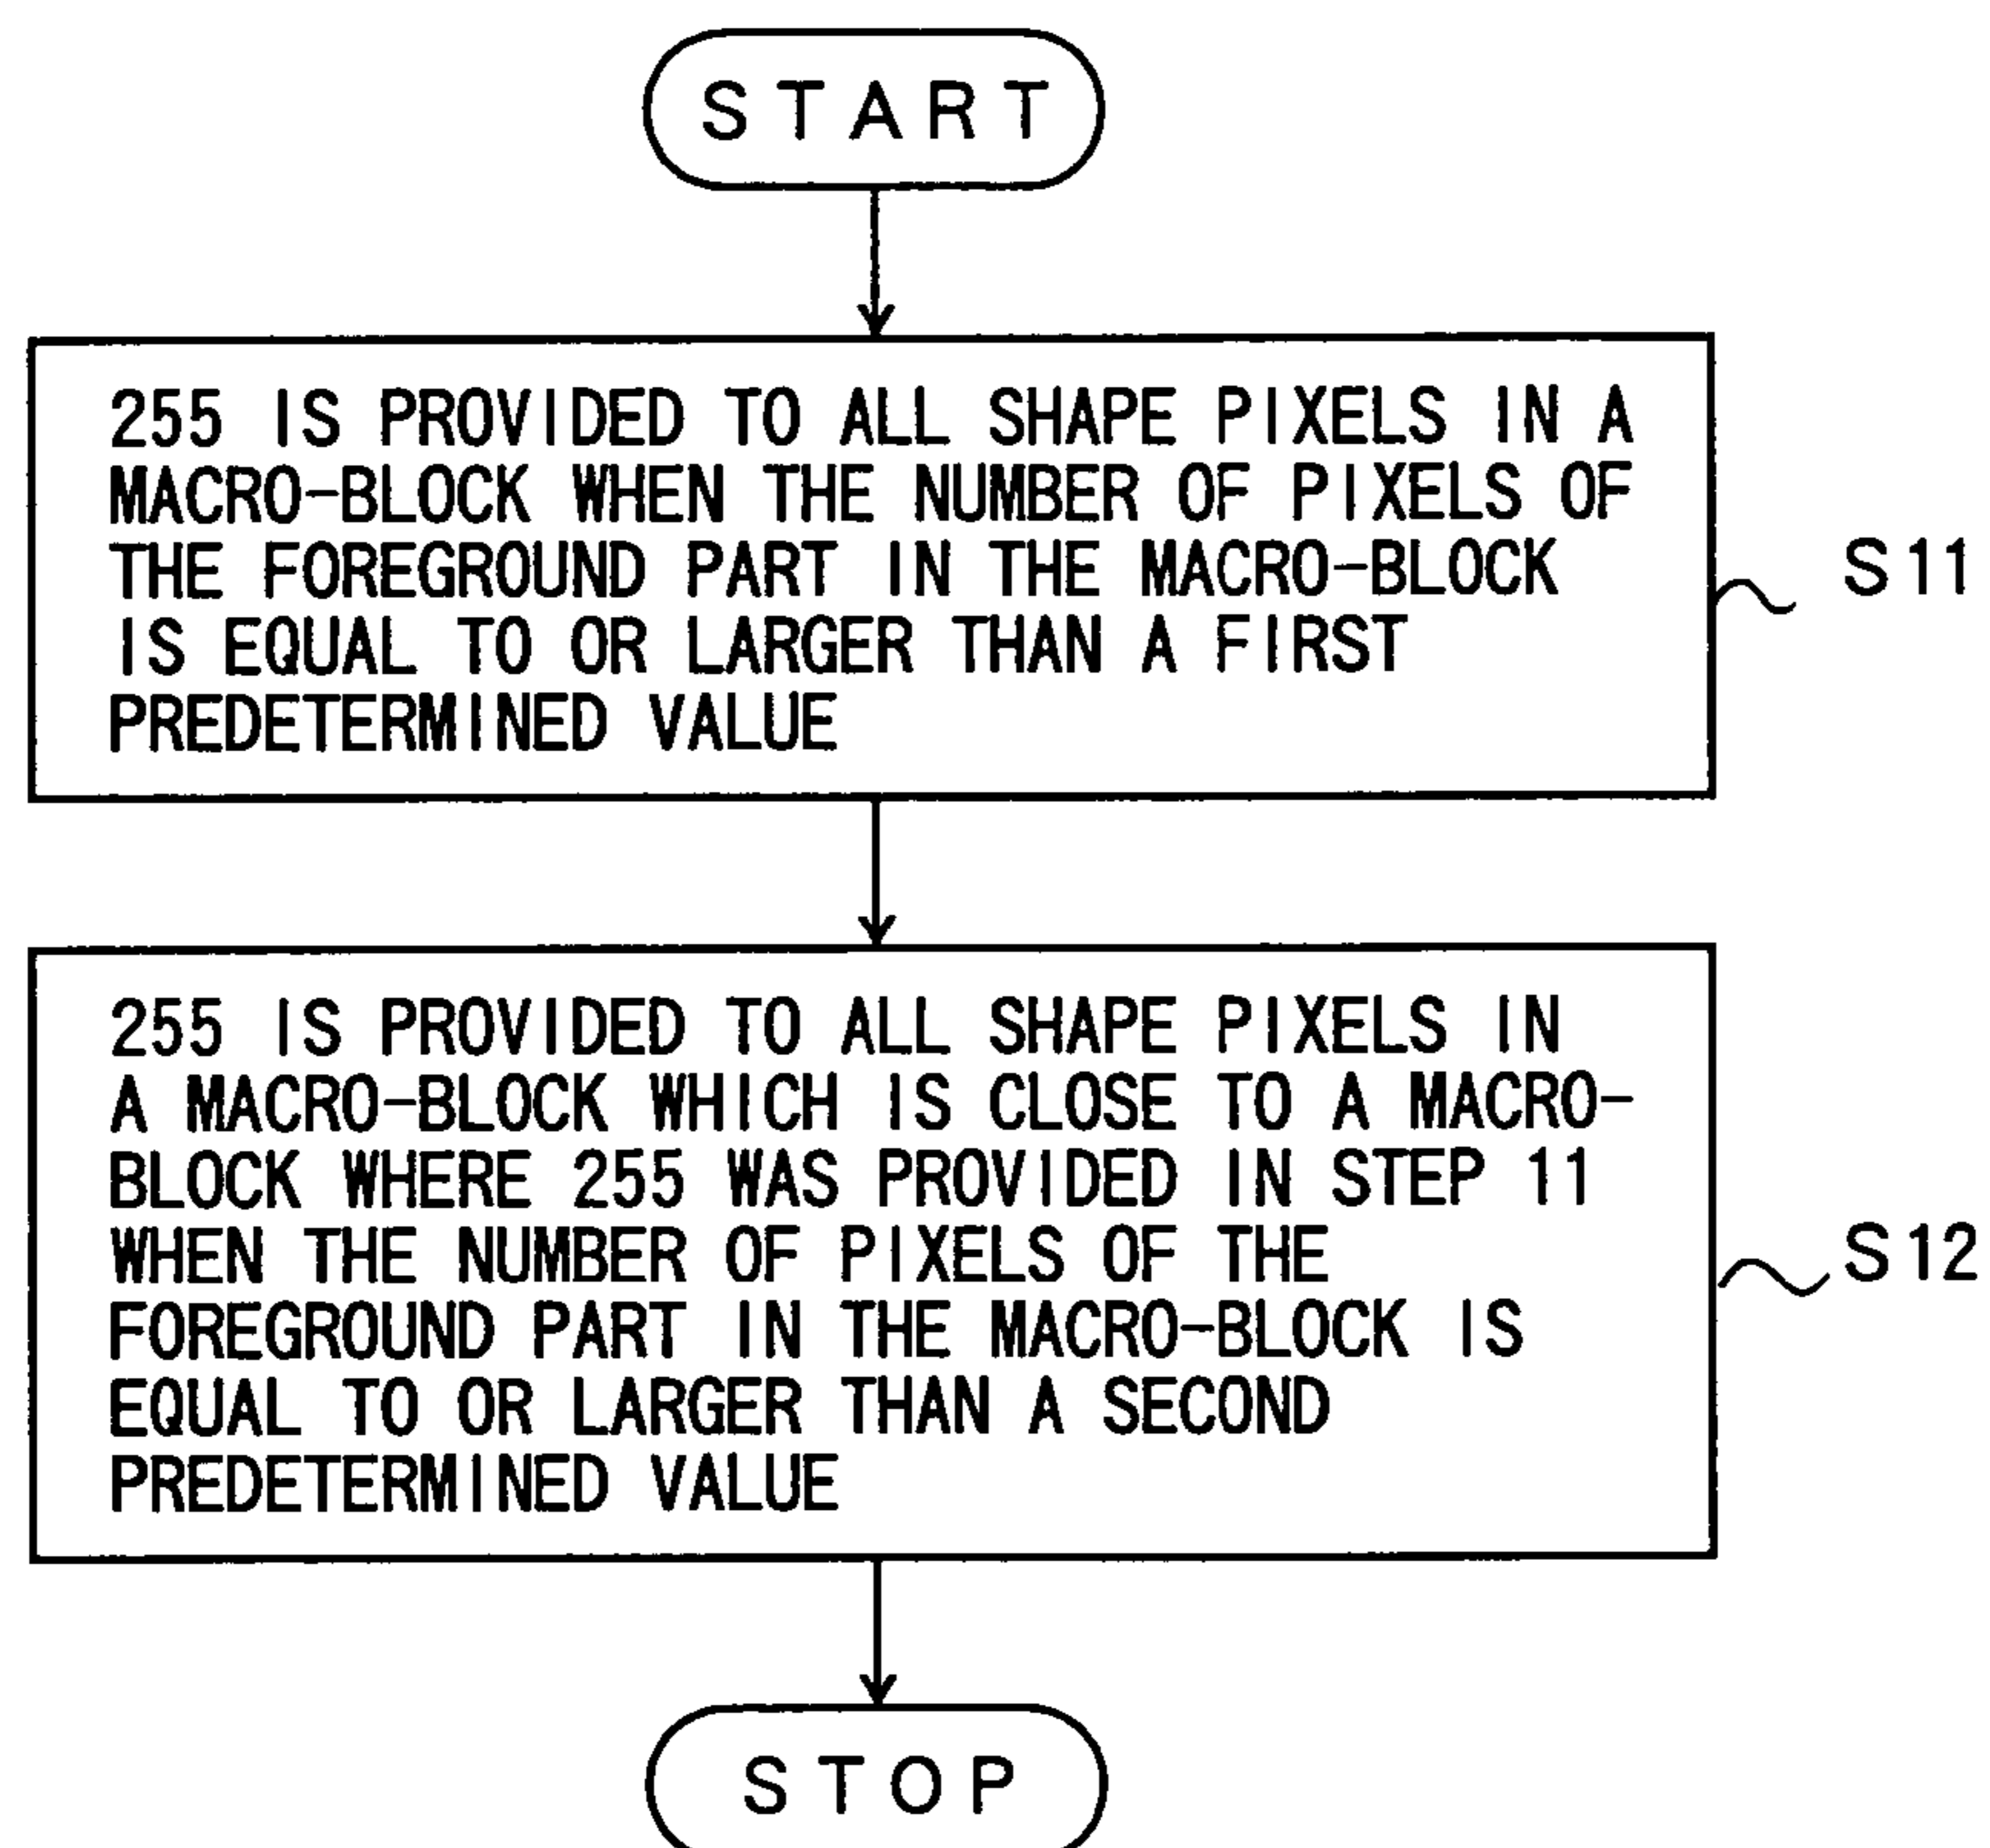 START
255 IS PROVIDED TO ALL SHAPE PIXELS IN A
MACRO-BLOCK WHEN THE NUMBER OF PIXELS OF
THE FOREGROUND PART IN THE MACRO-BLOCK
IS EQUAL TO OR LARGER THAN A FIRST
PREDETERMINED VALUE
S11
255 IS PROVIDED TO ALL SHAPE PIXELS IN
A MACRO-BLOCK WHICH IS CLOSE TO A MACRO-
BLOCK WHERE 255 WAS PROVIDED IN STEP 11
WHEN THE NUMBER OF PIXELS OF THE
FOREGROUND PART IN THE MACRO-BLOCK IS
EQUAL TO OR LARGER THAN A SECOND
PREDETERMINED VALUE
S12
STOP